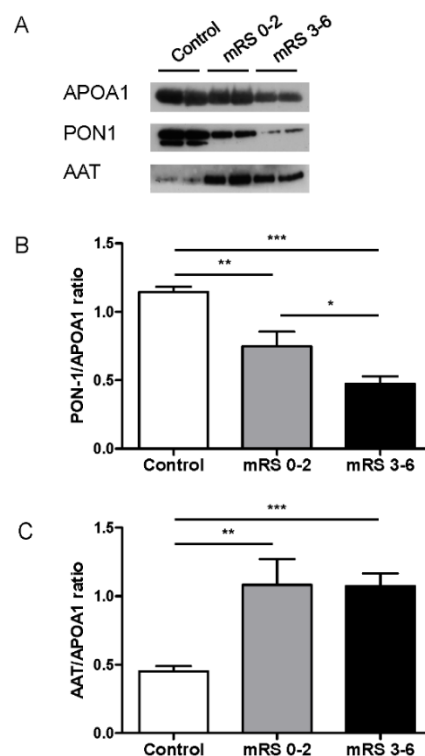 A
Control mRS 0-2 mRS 3-6
APOA1
PON1
AAT
B
PON-1/APOA1 ratio
1.5
1.0
0.5
0.0
***
**
*
Control mRS 0-2 mRS 3-6
C
AAT/APOA1 ratio
1.5
1.0
0.5
0.0
***
**
Control mRS 0-2 mRS 3-6